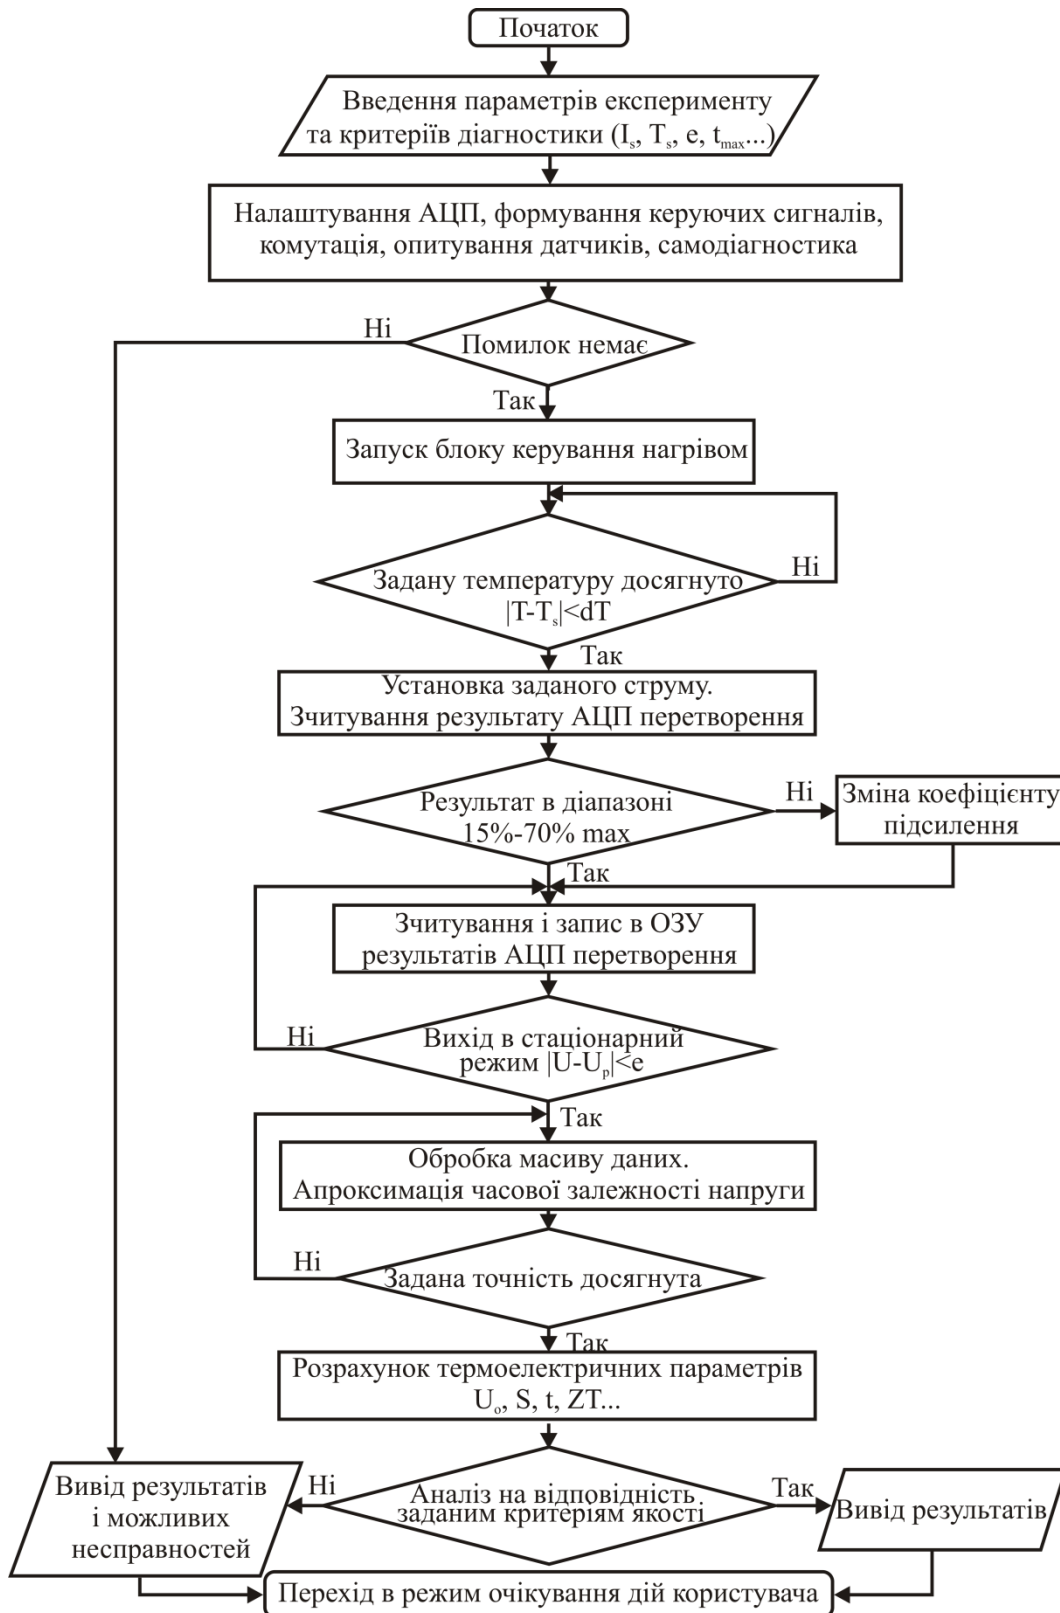 Початок
Введення параметрів експерименту
та критеріїв діагностики (Iₛ, Tₛ, e, tₘₐₓ...)
Налаштування АЦП, формування керуючих сигналів,
комутація, опитування датчиків, самодіагностика
Ні
Помилок немає
Так
Запуск блоку керування нагрівом
Задану температуру досягнуто
|T-Tₛ|<dT
Ні
Так
Установка заданого струму.
Зчитування результату АЦП перетворення
Результат в діапазоні
15%-70% max
Ні
Зміна коефіцієнту
підсилення
Так
Зчитування і запис в ОЗУ
результатів АЦП перетворення
Ні
Вихід в стаціонарний
режим |U-Uₚ|<e
Так
Обробка масиву даних.
Апроксимація часової залежності напруги
Ні
Задана точність досягнута
Так
Розрахунок термоелектричних параметрів
Uₒ, S, t, ZT...
Вивід результатів
і можливих
несправностей
Ні
Аналіз на відповідність
заданим критеріям якості
Так
Вивід результатів
Перехід в режим очікування дій користувача